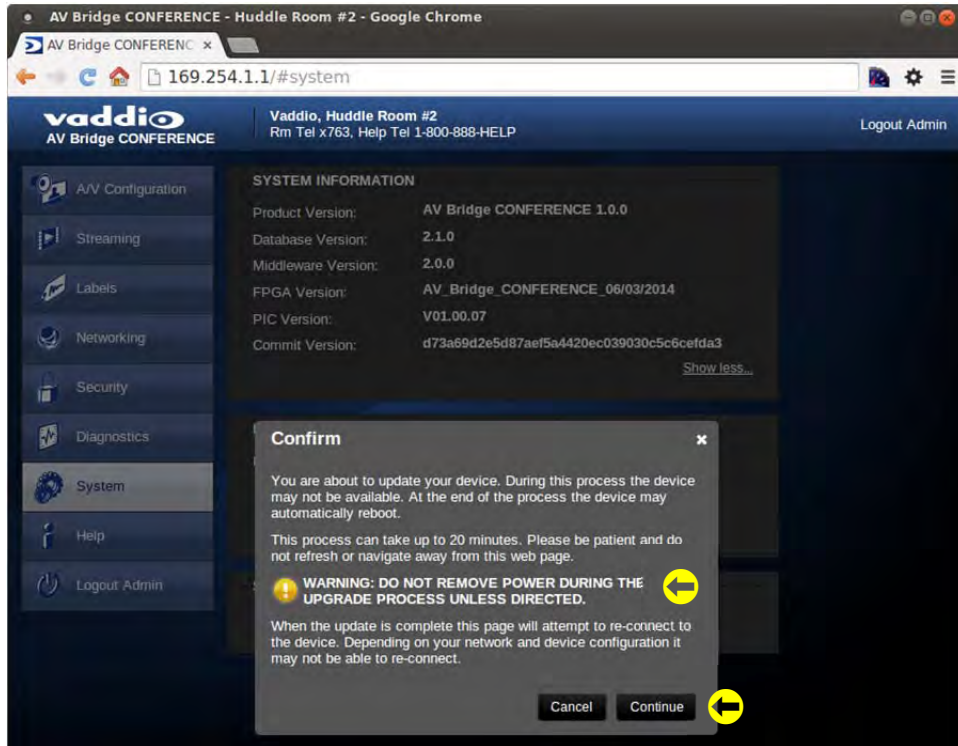 AV Bridge CONFERENCE - Huddle Room #2 - Google Chrome
AV Bridge CONFERENC ×
169.254.1.1/#system
vaddio
AV Bridge CONFERENCE
Vaddio, Huddle Room #2
Rm Tel x763, Help Tel 1-800-888-HELP
Logout Admin
A/V Configuration
Streaming
Labels
Networking
Security
Diagnostics
System
Help
Logout Admin
SYSTEM INFORMATION
Product Version: AV Bridge CONFERENCE 1.0.0
Database Version: 2.1.0
Middleware Version: 2.0.0
FPGA Version: AV_Bridge_CONFERENCE_06/03/2014
PIC Version: V01.00.07
Commit Version: d73a69d2e5d87aef5a4420ec039030c5c6cefda3
Show less...
Confirm ×
You are about to update your device. During this process the device
may not be available. At the end of the process the device may
automatically reboot.
This process can take up to 20 minutes. Please be patient and do
not refresh or navigate away from this web page.
WARNING: DO NOT REMOVE POWER DURING THE
UPGRADE PROCESS UNLESS DIRECTED.
When the update is complete this page will attempt to re-connect to
the device. Depending on your network and device configuration it
may not be able to re-connect.
Cancel Continue